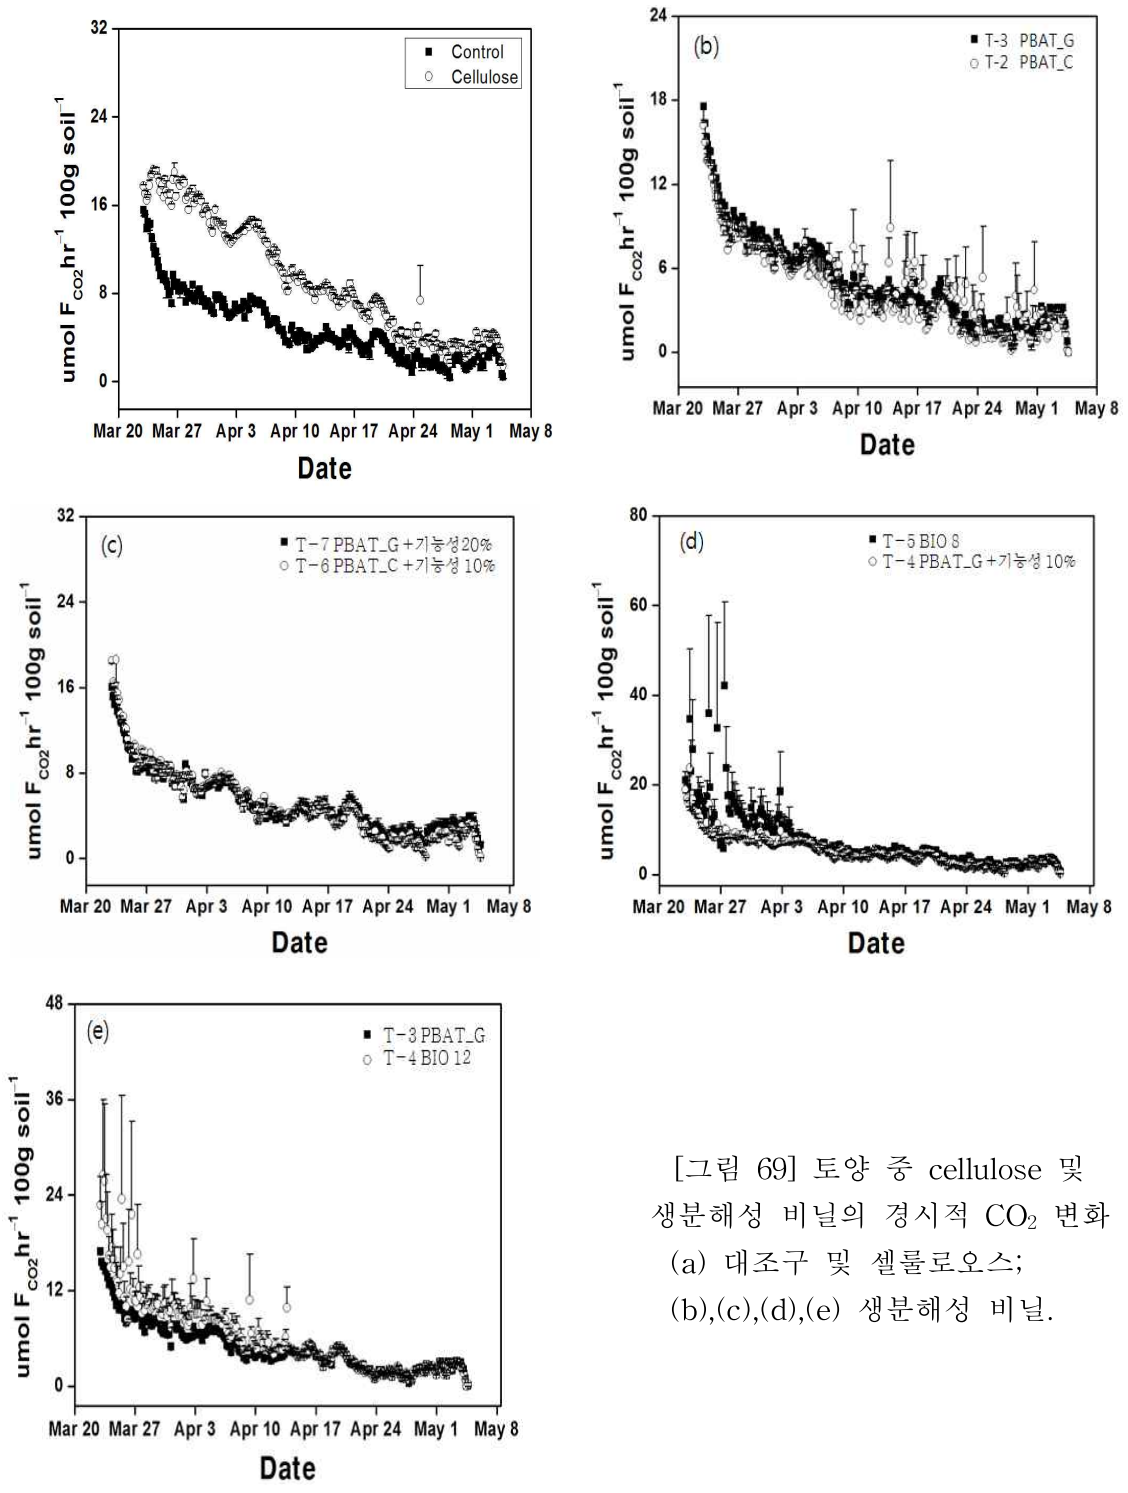 32
24
16
8
0
Control
Cellulose
umol F CO2 hr⁻¹ 100g soil⁻¹
Mar 20 Mar 27 Apr 3 Apr 10 Apr 17 Apr 24 May 1 May 8
Date
24
18
12
6
0
(b)
T-3 PBAT_G
T-2 PBAT_C
umol F CO2 hr⁻¹ 100g soil⁻¹
Mar 20 Mar 27 Apr 3 Apr 10 Apr 17 Apr 24 May 1 May 8
Date
32
24
16
8
0
(c)
T-7 PBAT_G+기능성20%
T-6 PBAT_C+기능성10%
umol F CO2 hr⁻¹ 100g soil⁻¹
Mar 20 Mar 27 Apr 3 Apr 10 Apr 17 Apr 24 May 1 May 8
Date
80
60
40
20
0
(d)
T-5 BIO 8
T-4 PBAT_G+기능성10%
umol F CO2 hr⁻¹ 100g soil⁻¹
Mar 20 Mar 27 Apr 3 Apr 10 Apr 17 Apr 24 May 1 May 8
Date
48
36
24
12
0
(e)
T-3 PBAT_G
T-4 BIO 12
umol F CO2 hr⁻¹ 100g soil⁻¹
Mar 20 Mar 27 Apr 3 Apr 10 Apr 17 Apr 24 May 1 May 8
Date
[그림 69] 토양 중 cellulose 및
생분해성 비닐의 경시적 CO₂ 변화
(a) 대조구 및 셀룰로오스;
(b),(c),(d),(e) 생분해성 비닐.